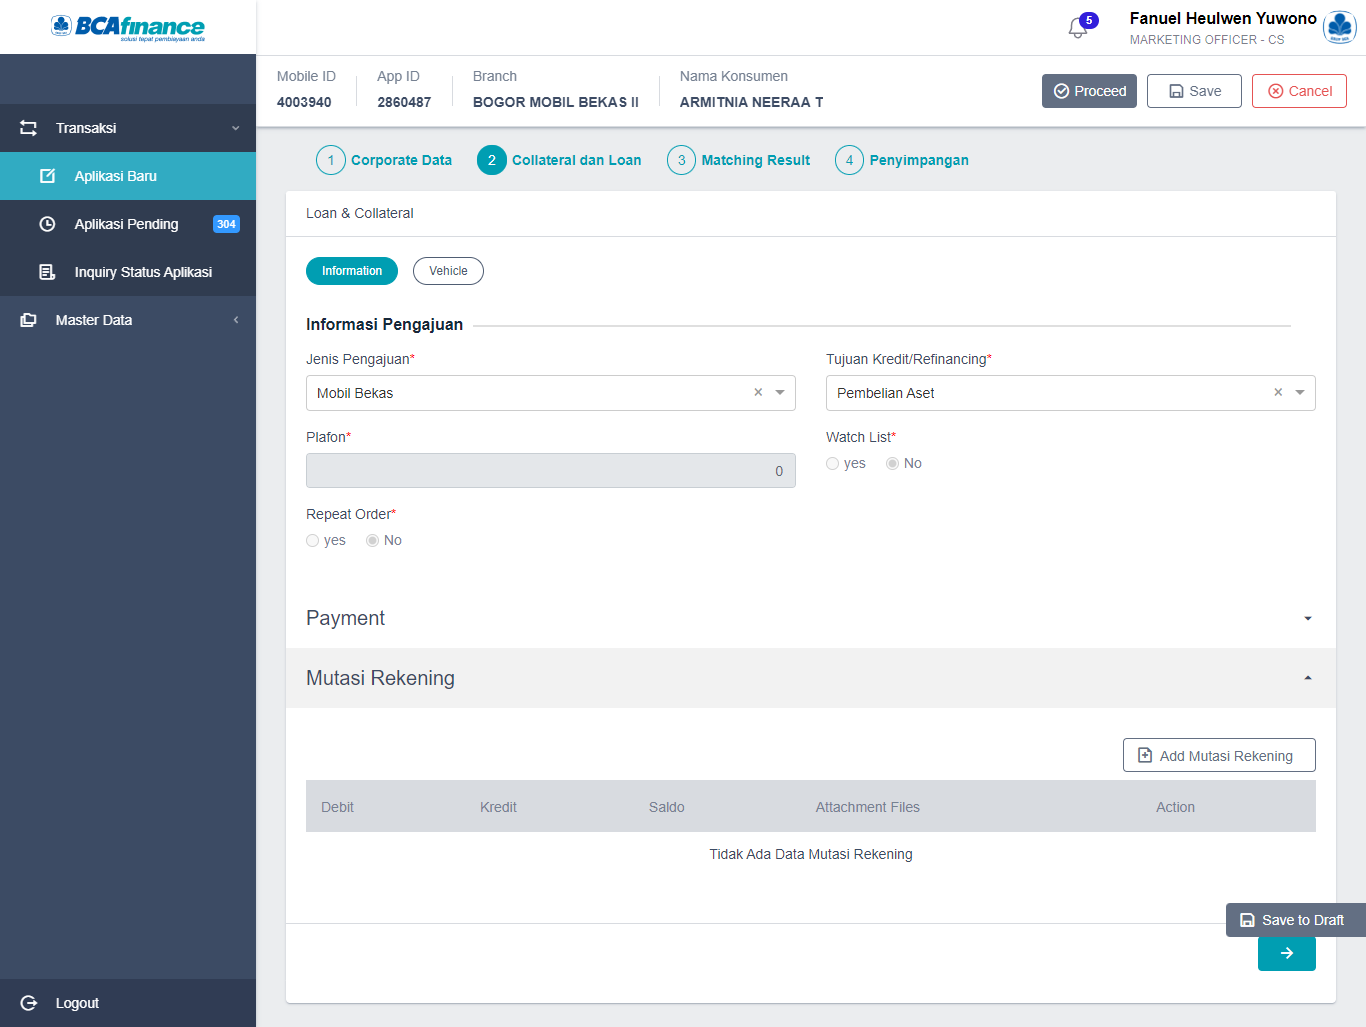 BCAfinance
solusi tepat pembiayaan anda
5
Fanuel Heulwen Yuwono
MARKETING OFFICER - CS
Mobile ID
4003940
App ID
2860487
Branch
BOGOR MOBIL BEKAS II
Nama Konsumen
ARMITNIA NEERAA T
Proceed
Save
Cancel
Transaksi
Aplikasi Baru
Aplikasi Pending 304
Inquiry Status Aplikasi
Master Data
Logout
1 Corporate Data
2 Collateral dan Loan
3 Matching Result
4 Penyimpangan
Loan & Collateral
Information
Vehicle
Informasi Pengajuan
Jenis Pengajuan*
Mobil Bekas
Tujuan Kredit/Refinancing*
Pembelian Aset
Plafon*
0
Watch List*
yes No
Repeat Order*
yes No
Payment
Mutasi Rekening
Add Mutasi Rekening
Debit Kredit Saldo Attachment Files Action
Tidak Ada Data Mutasi Rekening
Save to Draft